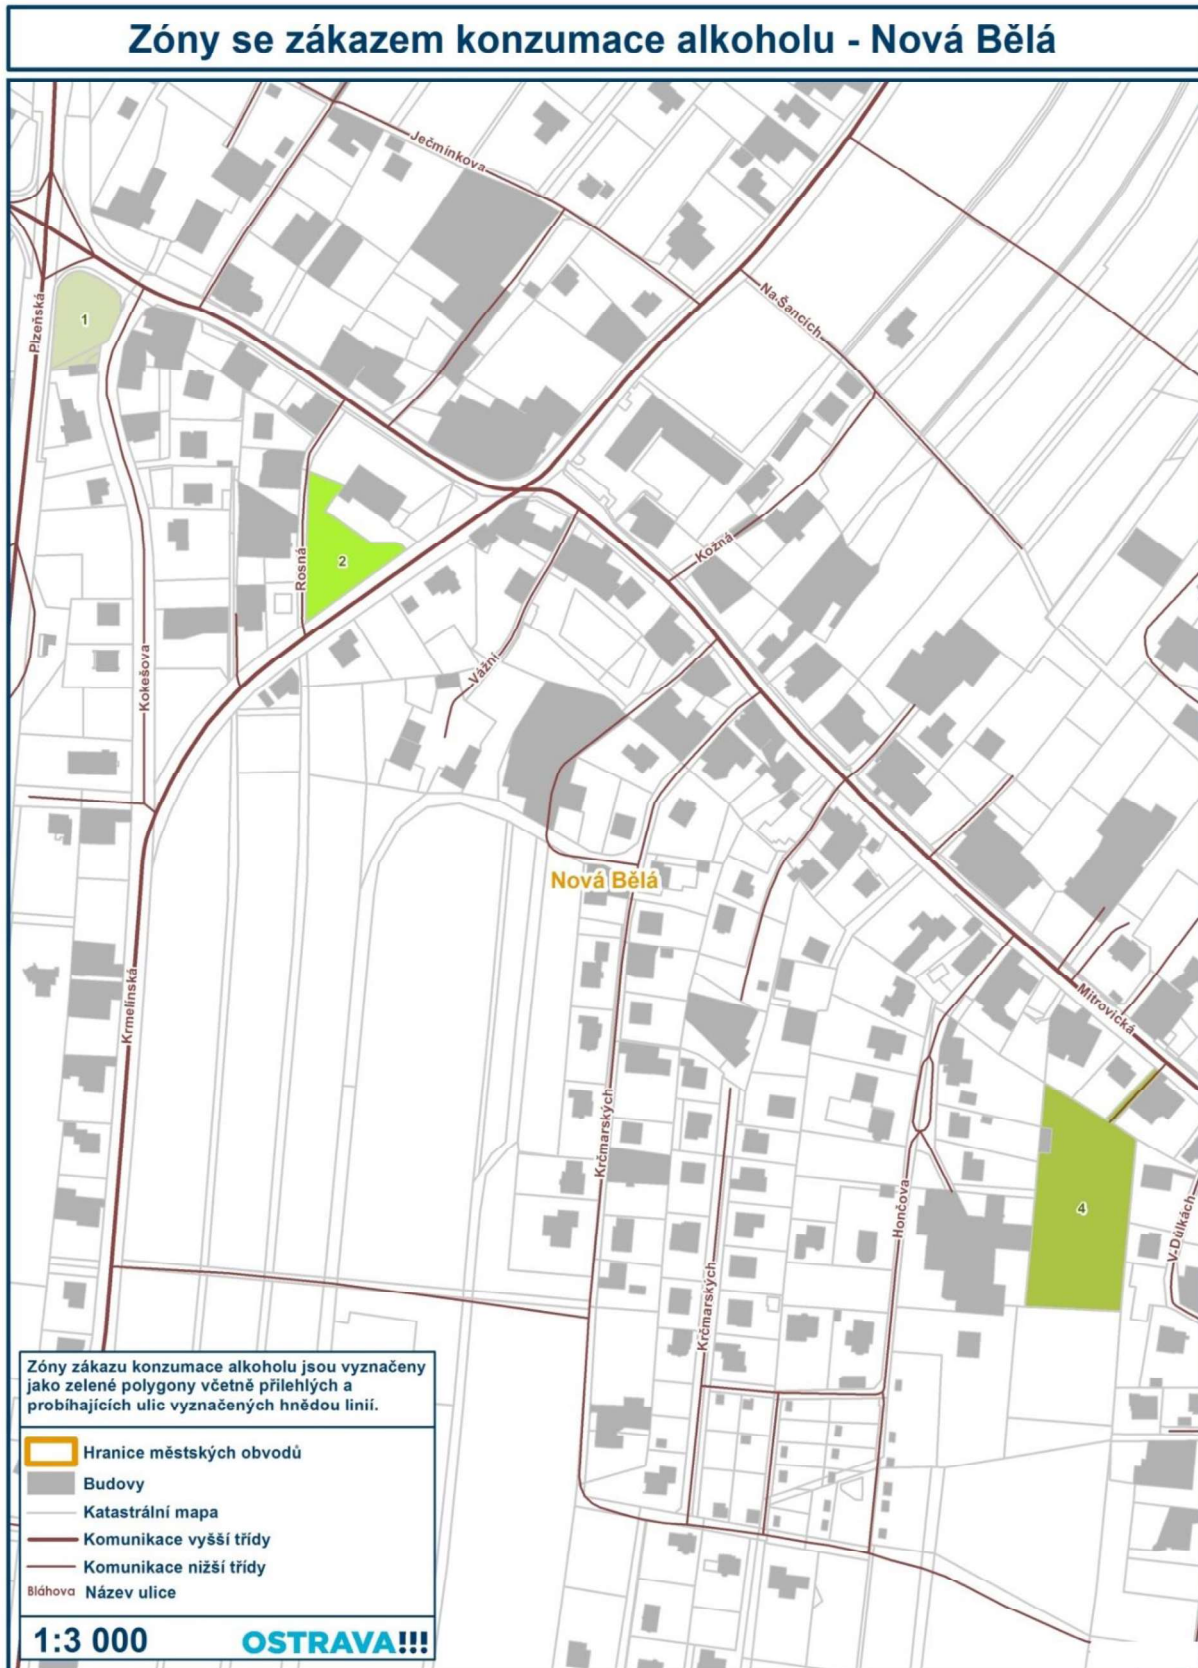 Zóny se zákazem konzumace alkoholu - Nová Bělá
Ječmínkova
Na Šancích
Plzeňská
1
Kožná
Rosná
2
Vážní
Kokešova
Nová Bělá
Krmelínská
Mitrovická
Krčmarských
Hončova
4
V Důlkách
Krčmarských
Zóny zákazu konzumace alkoholu jsou vyznačeny
jako zelené polygony včetně přilehlých a
probíhajících ulic vyznačených hnědou linií.
Hranice městských obvodů
Budovy
Katastrální mapa
Komunikace vyšší třídy
Komunikace nižší třídy
Bláhova Název ulice
1:3 000 OSTRAVA!!!